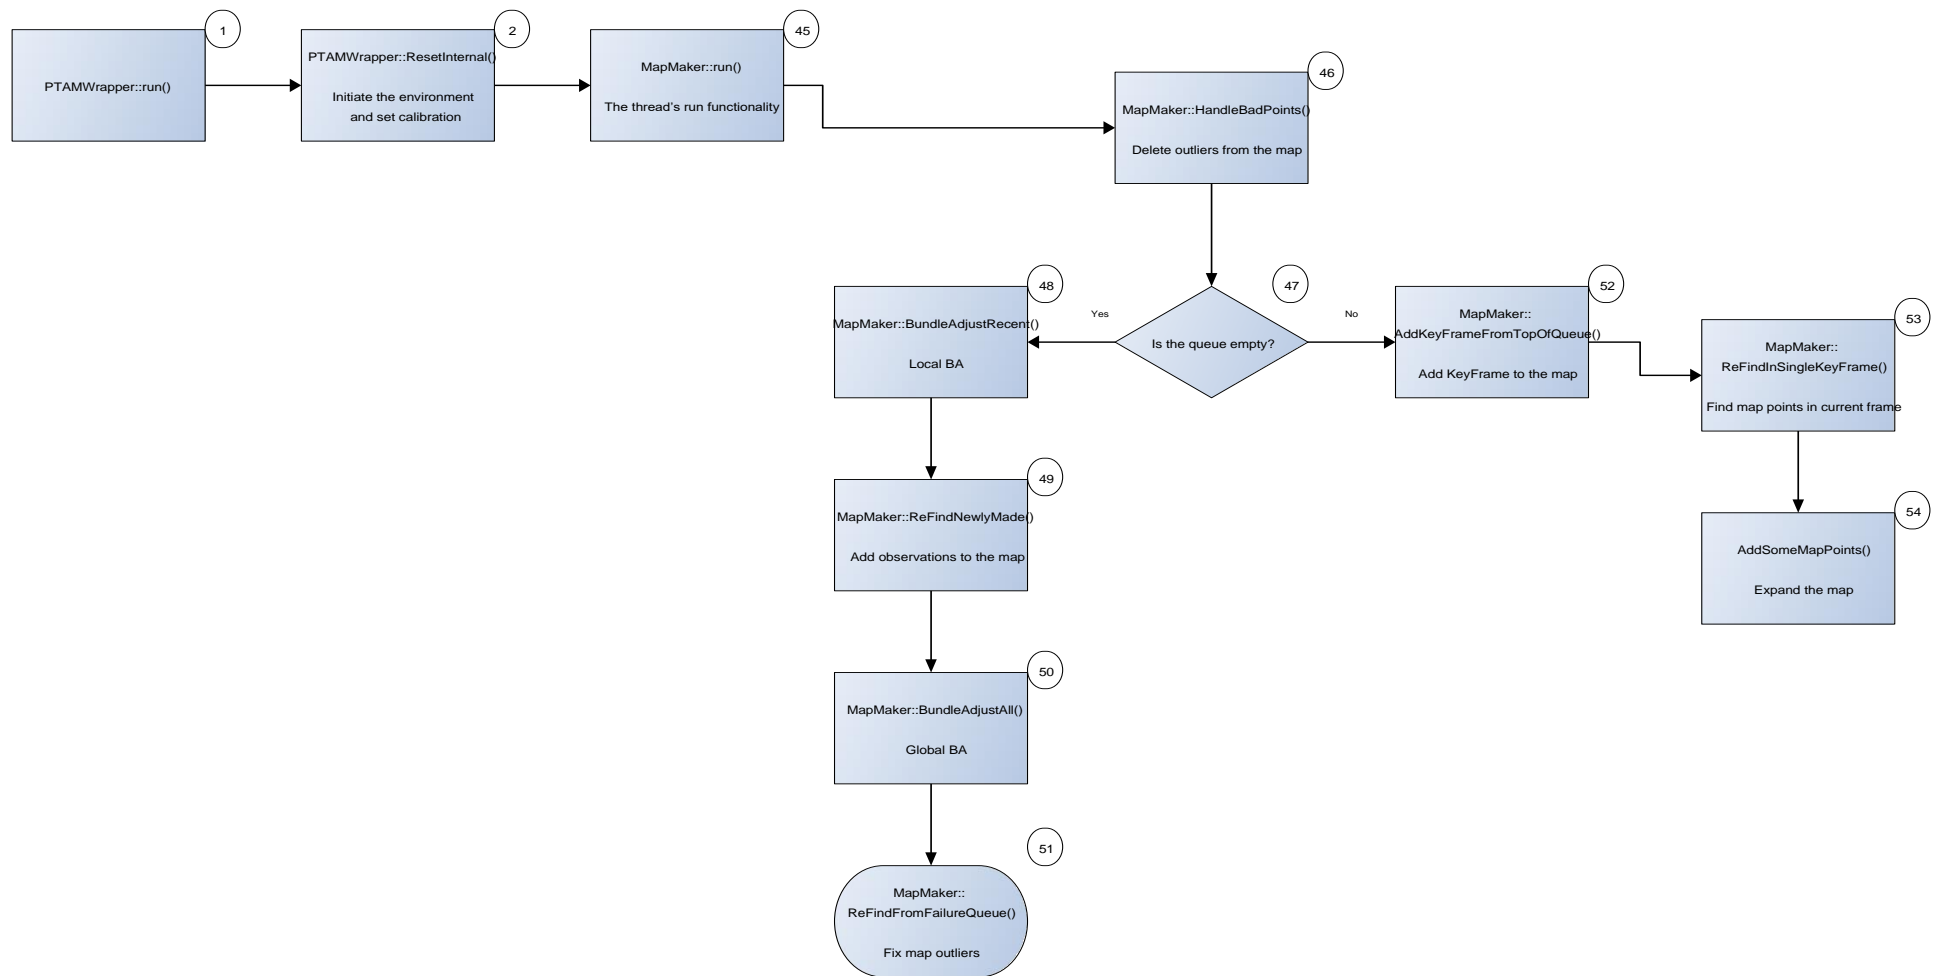 1
PTAMWrapper::run()
2
PTAMWrapper::ResetInternal()
Initiate the environment
and set calibration
45
MapMaker::run()
The thread's run functionality
46
MapMaker::HandleBadPoints()
Delete outliers from the map
47
Is the queue empty?
Yes
No
48
MapMaker::BundleAdjustRecent()
Local BA
49
MapMaker::ReFindNewlyMade()
Add observations to the map
50
MapMaker::BundleAdjustAll()
Global BA
51
MapMaker::
ReFindFromFailureQueue()
Fix map outliers
52
MapMaker::
AddKeyFrameFromTopOfQueue()
Add KeyFrame to the map
53
MapMaker::
ReFindInSingleKeyFrame()
Find map points in current frame
54
AddSomeMapPoints()
Expand the map